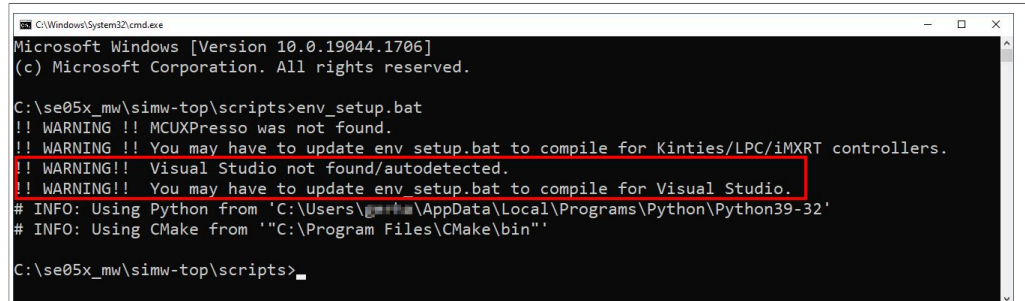 C:\Windows\System32\cmd.exe
Microsoft Windows [Version 10.0.19044.1706]
(c) Microsoft Corporation. All rights reserved.
C:\se05x_mw\simw-top\scripts>env_setup.bat
!! WARNING !! MCUXPresso was not found.
!! WARNING !! You may have to update env_setup.bat to compile for Kinties/LPC/iMXRT controllers.
!! WARNING!!  Visual Studio not found/autodetected.
!! WARNING!!  You may have to update env_setup.bat to compile for Visual Studio.
# INFO: Using Python from 'C:\Users\ \AppData\Local\Programs\Python\Python39-32'
# INFO: Using CMake from '"C:\Program Files\CMake\bin"'
C:\se05x_mw\simw-top\scripts>